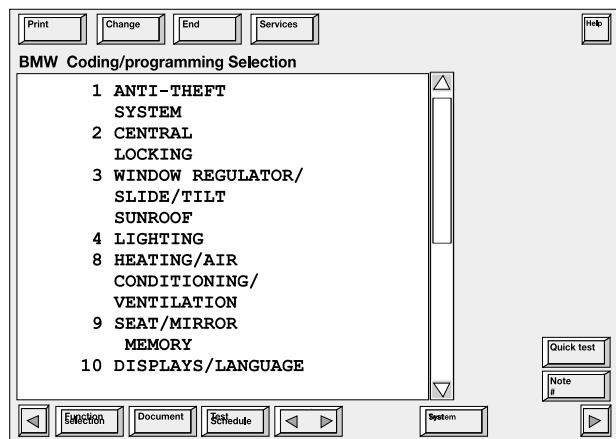 Print Change End Services Help
BMW Coding/programming Selection
1 ANTI-THEFT
SYSTEM
2 CENTRAL
LOCKING
3 WINDOW REGULATOR/
SLIDE/TILT
SUNROOF
4 LIGHTING
8 HEATING/AIR
CONDITIONING/
VENTILATION
9 SEAT/MIRROR
MEMORY
10 DISPLAYS/LANGUAGE
Quick test
Note
#
Function
selection
Document
Test
Schedule
System